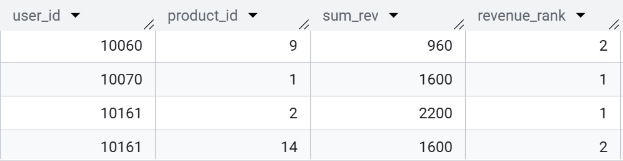 user_id product_id sum_rev revenue_rank
10060 9 960 2
10070 1 1600 1
10161 2 2200 1
10161 14 1600 2